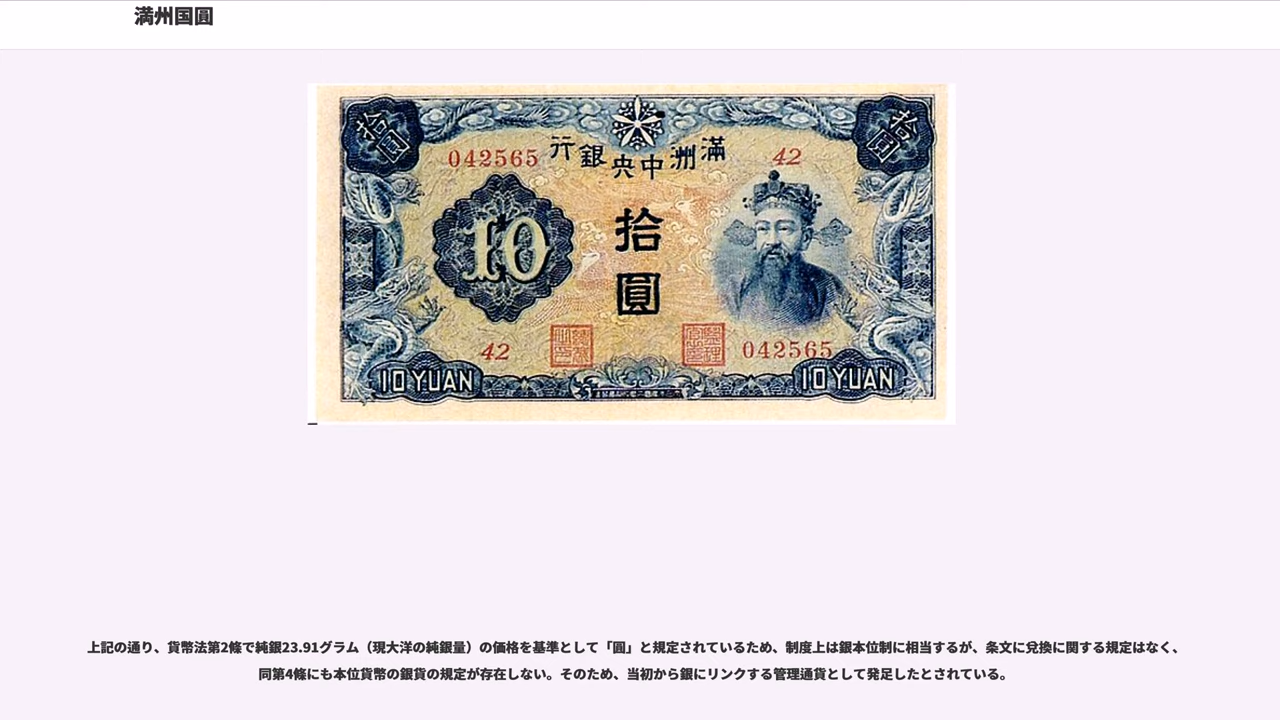 満州国圓
拾圓
拾圓
042565
行銀央中洲滿
42
10
拾
圓
42
042565
10 YUAN
10 YUAN
上記の通り、貨幣法第2條で純銀23.91グラム（現大洋の純銀量）の価格を基準として「圓」と規定されているため、制度上は銀本位制に相当するが、条文に兌換に関する規定はなく、
同第4條にも本位貨幣の銀貨の規定が存在しない。そのため、当初から銀にリンクする管理通貨として発足したとされている。